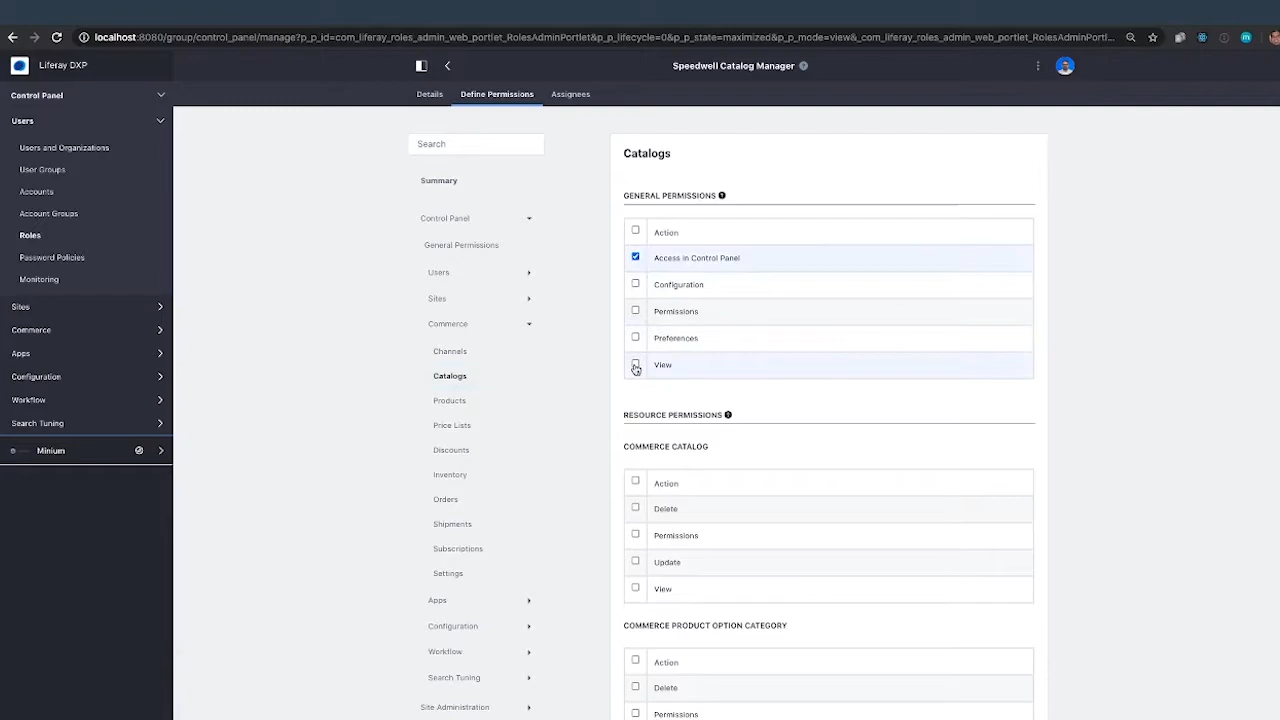 localhost:8080/group/control_panel/manage?p_p_id=com_liferay_roles_admin_web_portlet_RolesAdminPortlet&p_p_lifecycle=0&p_p_state=maximized&p_p_mode=view&_com_liferay_roles_admin_web_portlet_RolesAdminPortl...
Liferay DXP
Speedwell Catalog Manager
Control Panel
Details Define Permissions Assignees
Users
Users and Organizations
User Groups
Accounts
Account Groups
Roles
Password Policies
Monitoring
Sites
Commerce
Apps
Configuration
Workflow
Search Tuning
Minium
Search
Summary
Control Panel
General Permissions
Users
Sites
Commerce
Channels
Catalogs
Products
Price Lists
Discounts
Inventory
Orders
Shipments
Subscriptions
Settings
Apps
Configuration
Workflow
Search Tuning
Site Administration
Catalogs
GENERAL PERMISSIONS
Action
Access in Control Panel
Configuration
Permissions
Preferences
View
RESOURCE PERMISSIONS
COMMERCE CATALOG
Action
Delete
Permissions
Update
View
COMMERCE PRODUCT OPTION CATEGORY
Action
Delete
Permissions